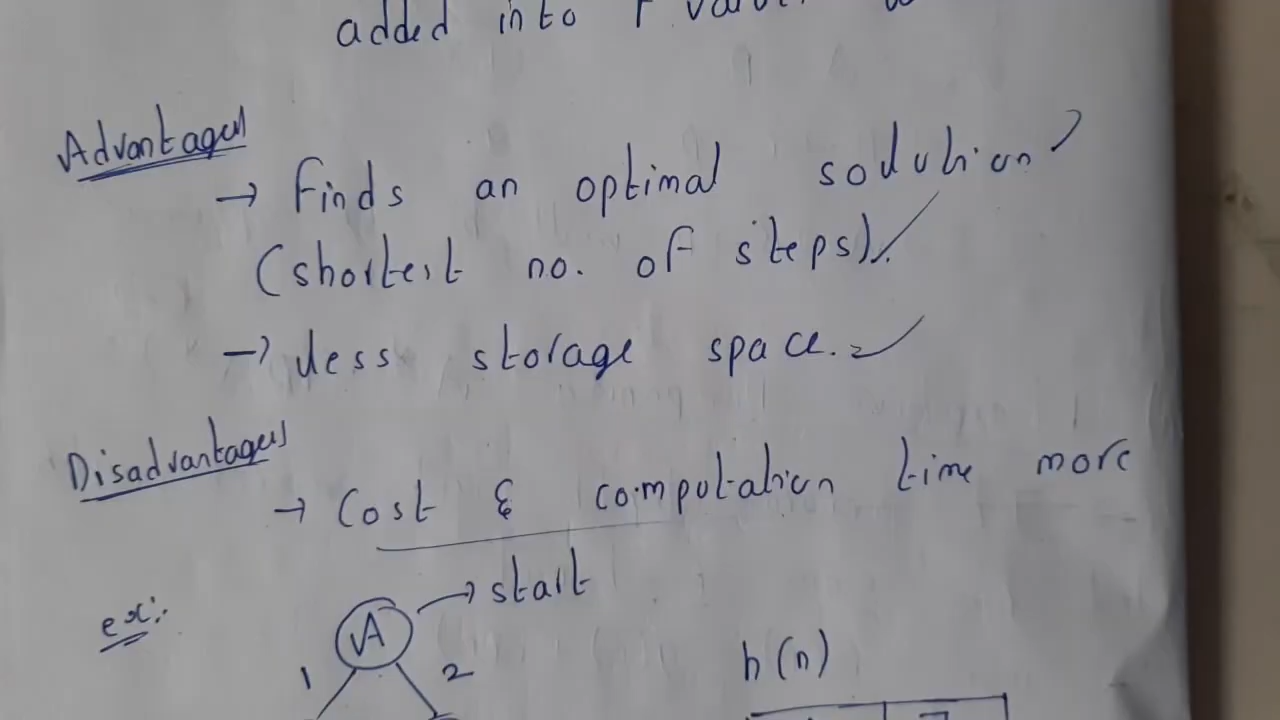 added into
Advantages
→ Finds an optimal solution
(shortest no. of steps).
→ less storage space.
Disadvantages
→ Cost & computation time more
ex:
A → start
1 2
h(n)